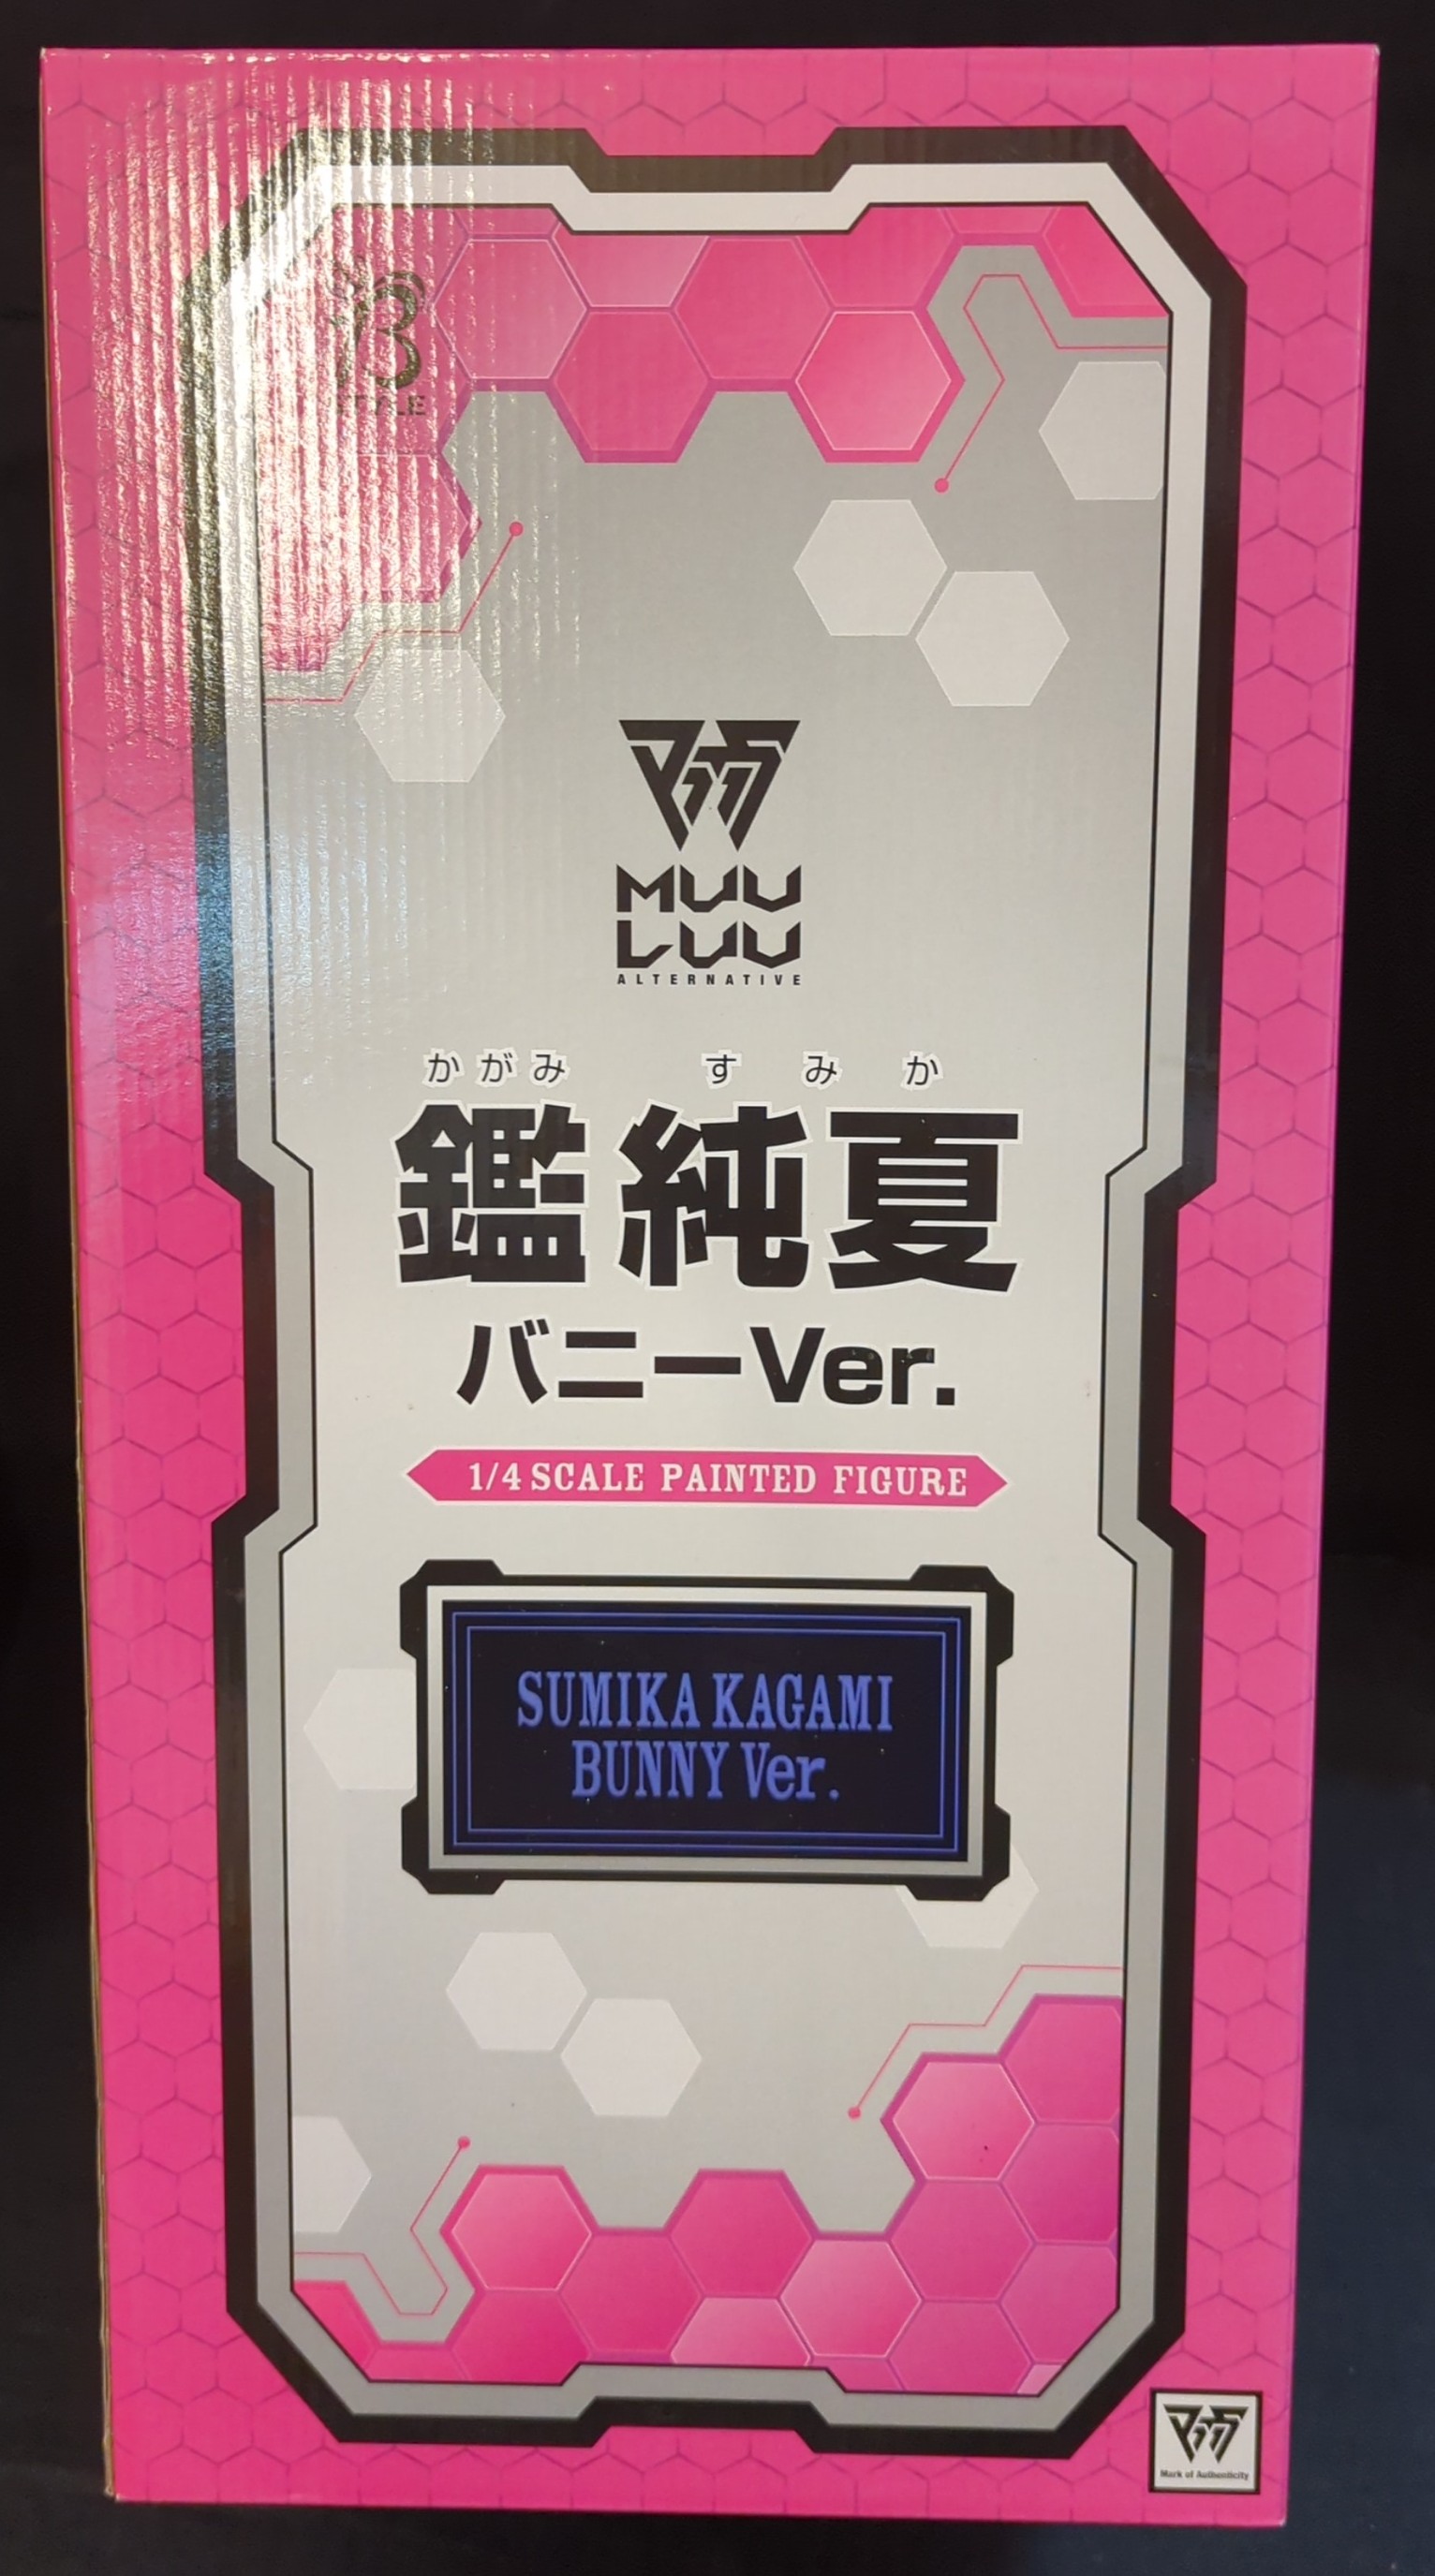 B
STYLE
MUV
LUV
ALTERNATIVE
かがみ すみか
鑑純夏
バニーVer.
1/4 SCALE PAINTED FIGURE
SUMIKA KAGAMI
BUNNY Ver.
Mark of Authenticity